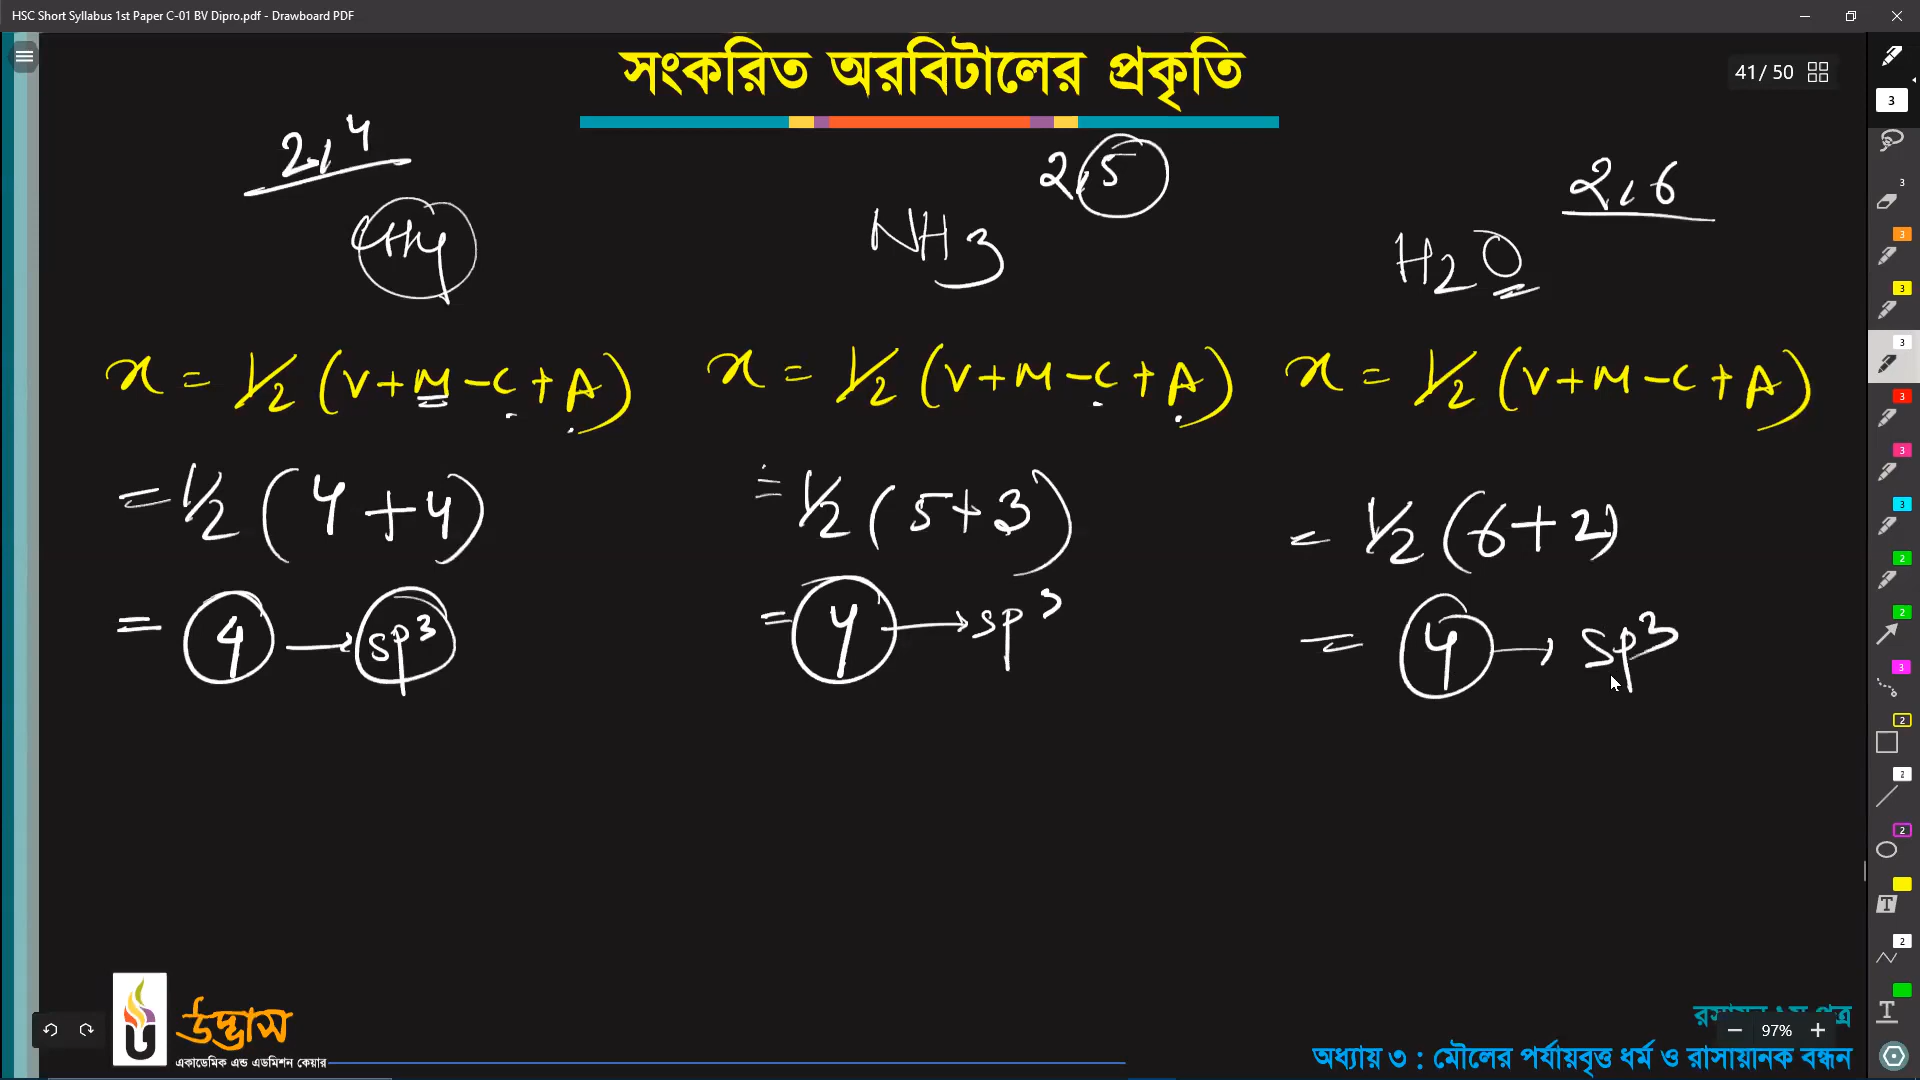 HSC Short Syllabus 1st Paper C-01 BV Dipro.pdf - Drawboard PDF
সংকরিত অরবিটালের প্রকৃতি
41 / 50
2,4
2,5
2,6
CH4
NH3
H2O
x = 1/2 (V+M-C+A)
x = 1/2 (V+M-C+A)
x = 1/2 (V+M-C+A)
= 1/2 (4+4)
= 1/2 (5+3)
= 1/2 (6+2)
= 4 → sp³
= 4 → sp³
= 4 → sp³
উদ্ভাস
একাডেমিক এন্ড এডমিশন কেয়ার
97%
অধ্যায় ৩ : মৌলের পর্যায়বৃত্ত ধর্ম ও রাসায়নিক বন্ধন